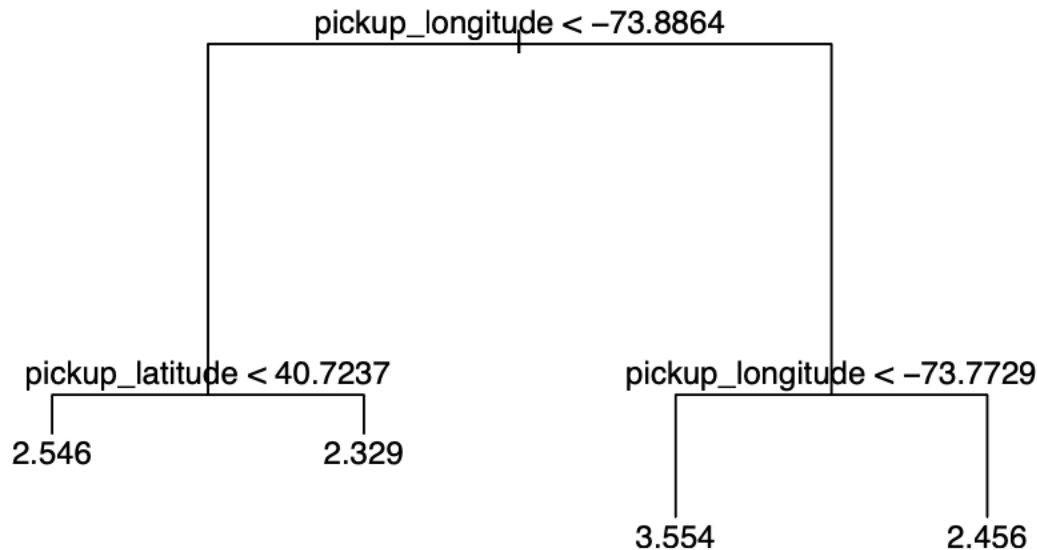 pickup_longitude < −73.8864
pickup_latitude < 40.7237
pickup_longitude < −73.7729
2.546
2.329
3.554
2.456